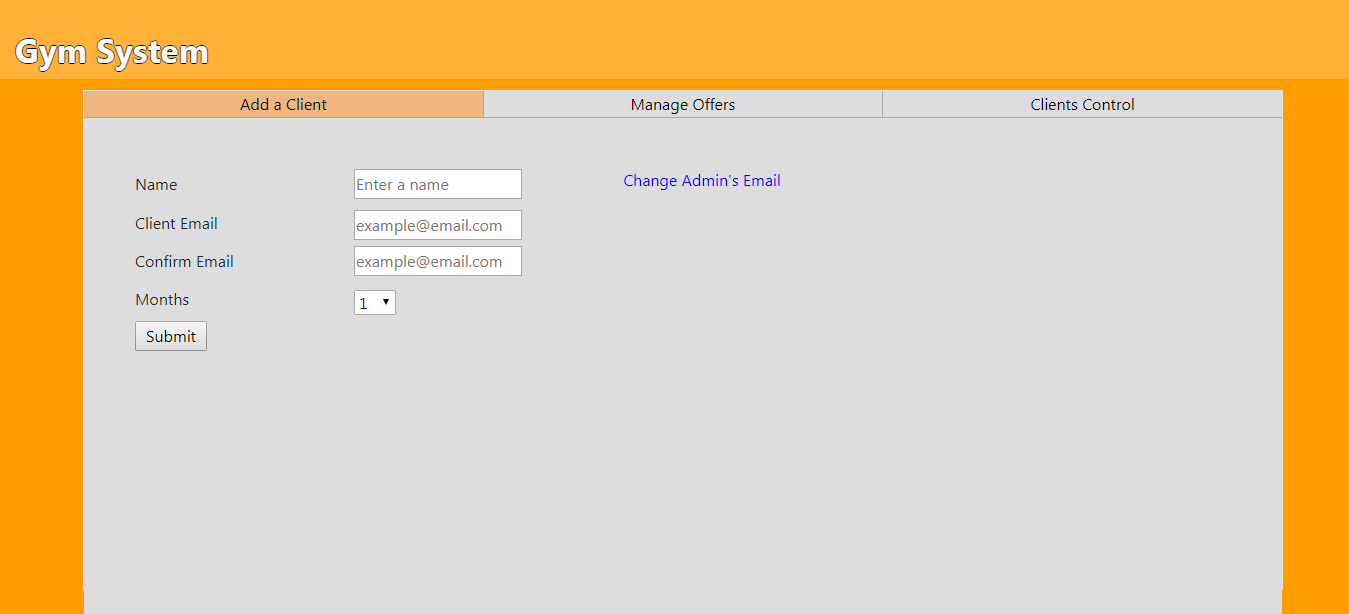 Gym System
Add a Client Manage Offers Clients Control
Name Enter a name Change Admin's Email
Client Email example@email.com
Confirm Email example@email.com
Months 1
Submit